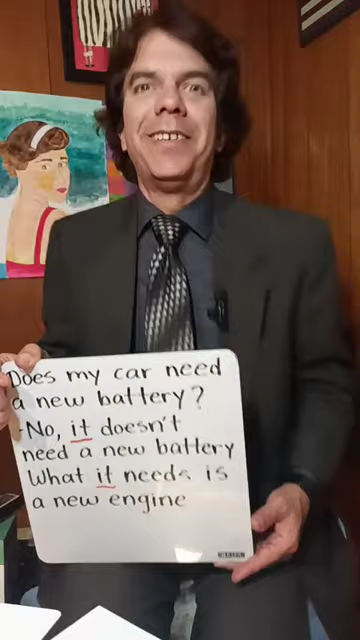 Does my car need
a new battery?
-No, it doesn't
need a new battery
What it needs is
a new engine